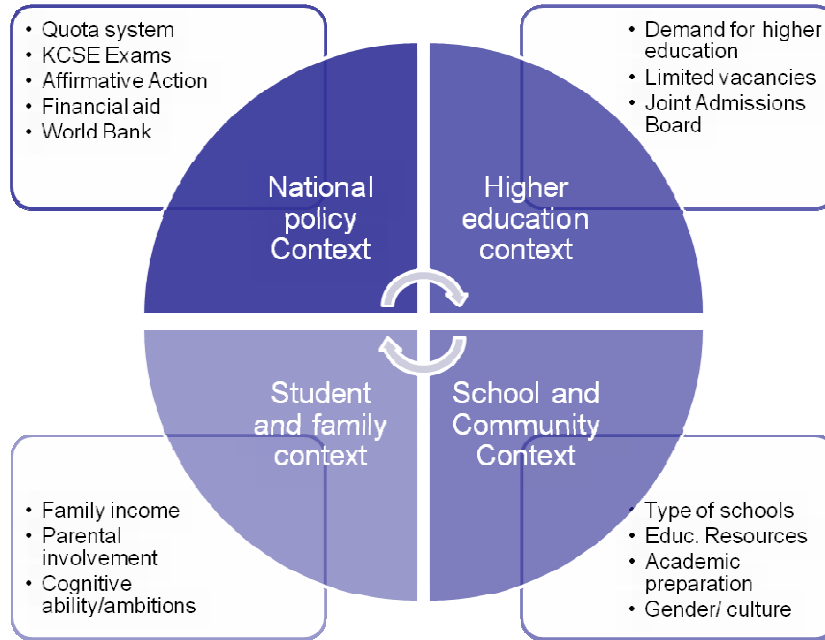 • Quota system
• KCSE Exams
• Affirmative Action
• Financial aid
• World Bank
• Demand for higher
education
• Limited vacancies
• Joint Admissions
Board
National
policy
Context
Higher
education
context
Student
and family
context
School and
Community
Context
• Family income
• Parental
involvement
• Cognitive
ability/ambitions
• Type of schools
• Educ. Resources
• Academic
preparation
• Gender/ culture